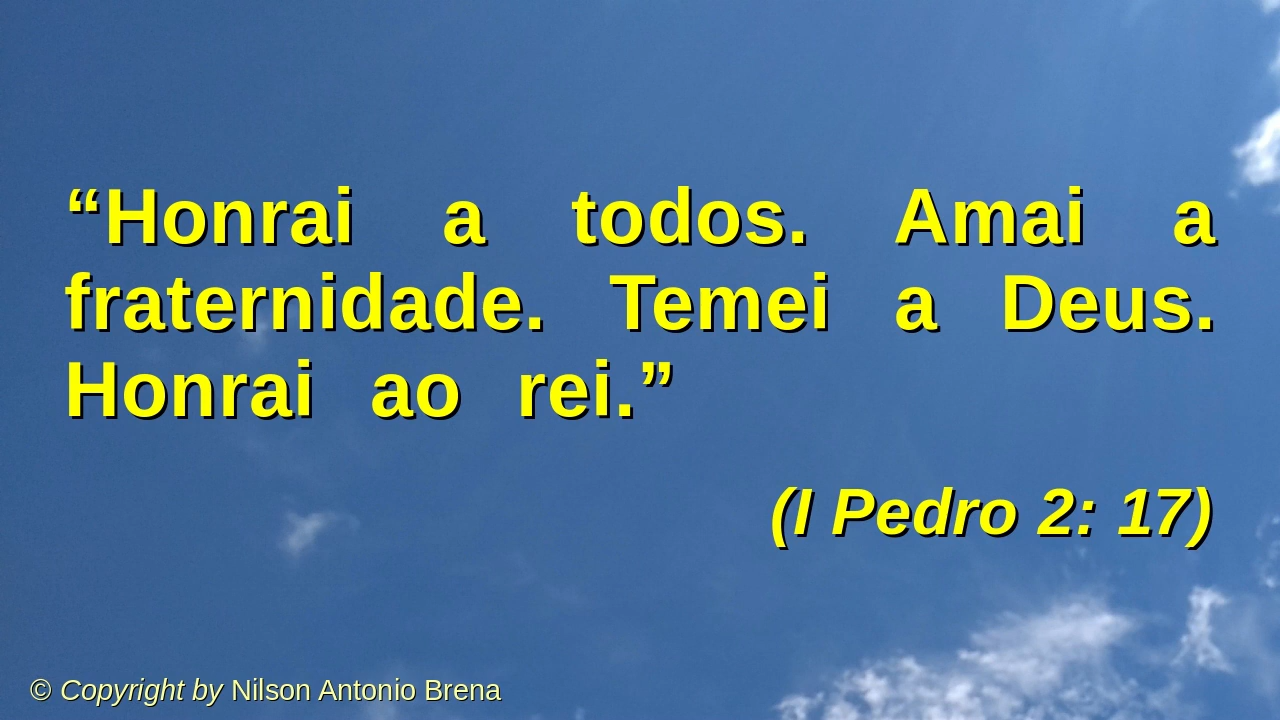 “Honrai a todos. Amai a
fraternidade. Temei a Deus.
Honrai ao rei.”
(I Pedro 2: 17)
© Copyright by Nilson Antonio Brena